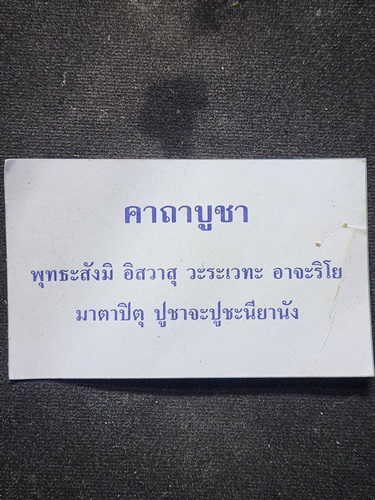 คาถาบูชา
พุทธะสังมิ อิสวาสุ วะระเวทะ อาจะริโย
มาตาปิตุ ปูชาจะปูชะนียานัง